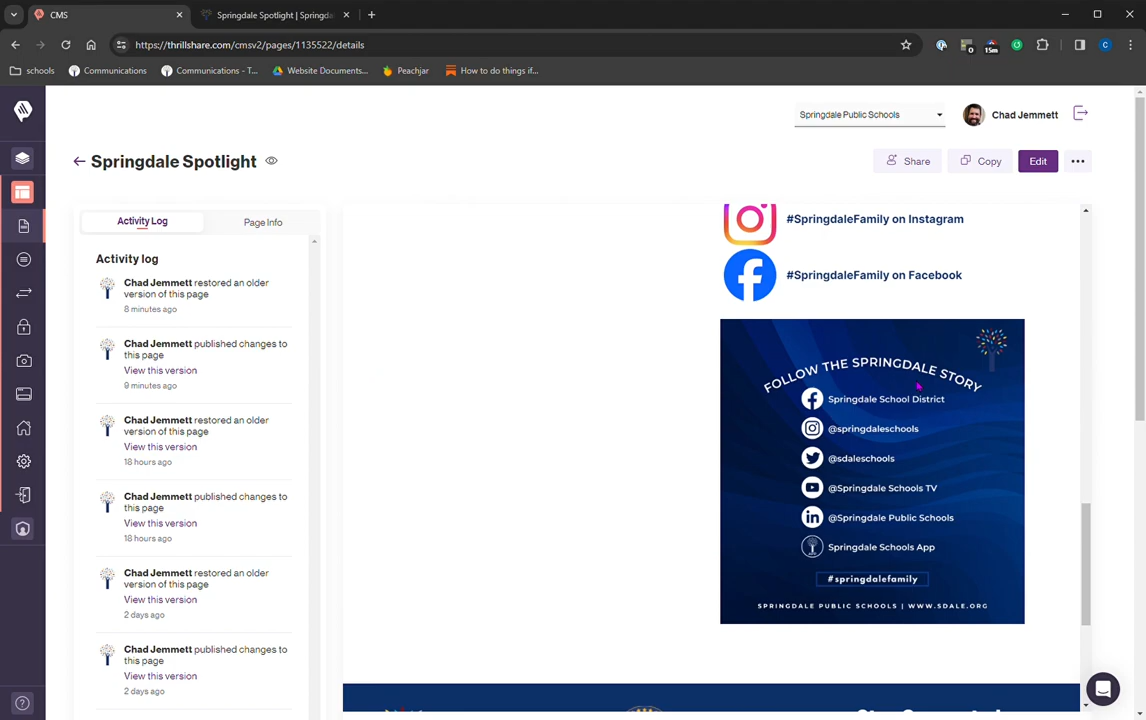 CMS
Springdale Spotlight | Springda
https://thrillshare.com/cmsv2/pages/1135522/details
0
15m
C
schools
Communications
Communications - T...
Website Documents...
Peachjar
How to do things if...
Springdale Public Schools
Chad Jemmett
Springdale Spotlight
Share
Copy
Edit
Activity Log
Page Info
Activity log
Chad Jemmett restored an older
version of this page
8 minutes ago
Chad Jemmett published changes to
this page
View this version
9 minutes ago
Chad Jemmett restored an older
version of this page
View this version
18 hours ago
Chad Jemmett published changes to
this page
View this version
18 hours ago
Chad Jemmett restored an older
version of this page
View this version
2 days ago
Chad Jemmett published changes to
this page
View this version
2 days ago
#SpringdaleFamily on Instagram
#SpringdaleFamily on Facebook
FOLLOW THE SPRINGDALE STORY
Springdale School District
@springdaleschools
@sdaleschools
@Springdale Schools TV
@Springdale Public Schools
Springdale Schools App
#springdalefamily
SPRINGDALE PUBLIC SCHOOLS | WWW.SDALE.ORG